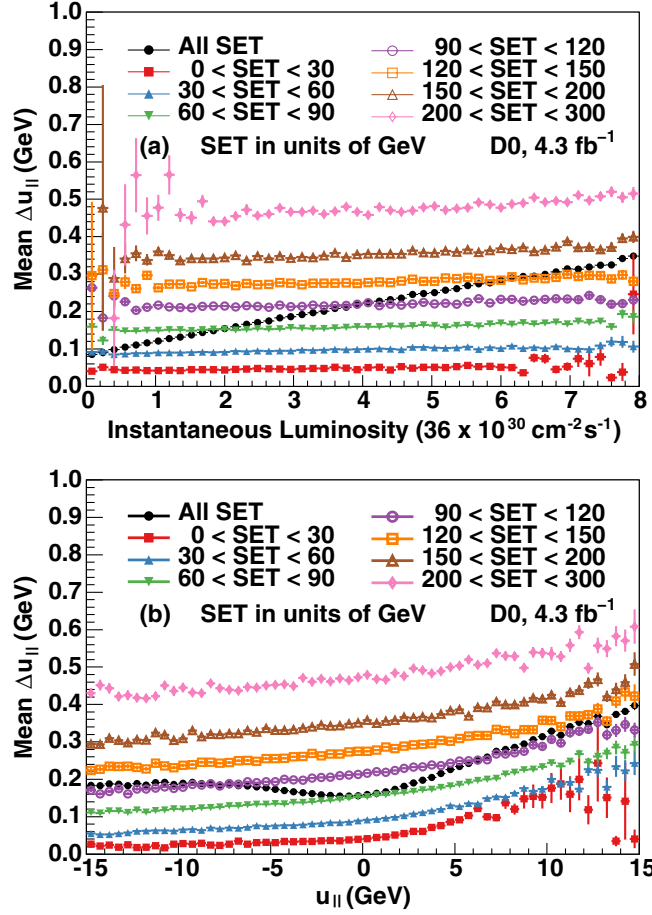 1.0
0.9
0.8
0.7
0.6
0.5
0.4
0.3
0.2
0.1
0.0
Mean Δu|| (GeV)
All SET
0 < SET < 30
30 < SET < 60
60 < SET < 90
90 < SET < 120
120 < SET < 150
150 < SET < 200
200 < SET < 300
(a) SET in units of GeV D0, 4.3 fb⁻¹
0 1 2 3 4 5 6 7 8
Instantaneous Luminosity (36 x 10³⁰ cm⁻²s⁻¹)
1.0
0.9
0.8
0.7
0.6
0.5
0.4
0.3
0.2
0.1
0.0
Mean Δu|| (GeV)
All SET
0 < SET < 30
30 < SET < 60
60 < SET < 90
90 < SET < 120
120 < SET < 150
150 < SET < 200
200 < SET < 300
(b) SET in units of GeV D0, 4.3 fb⁻¹
-15 -10 -5 0 5 10 15
u|| (GeV)